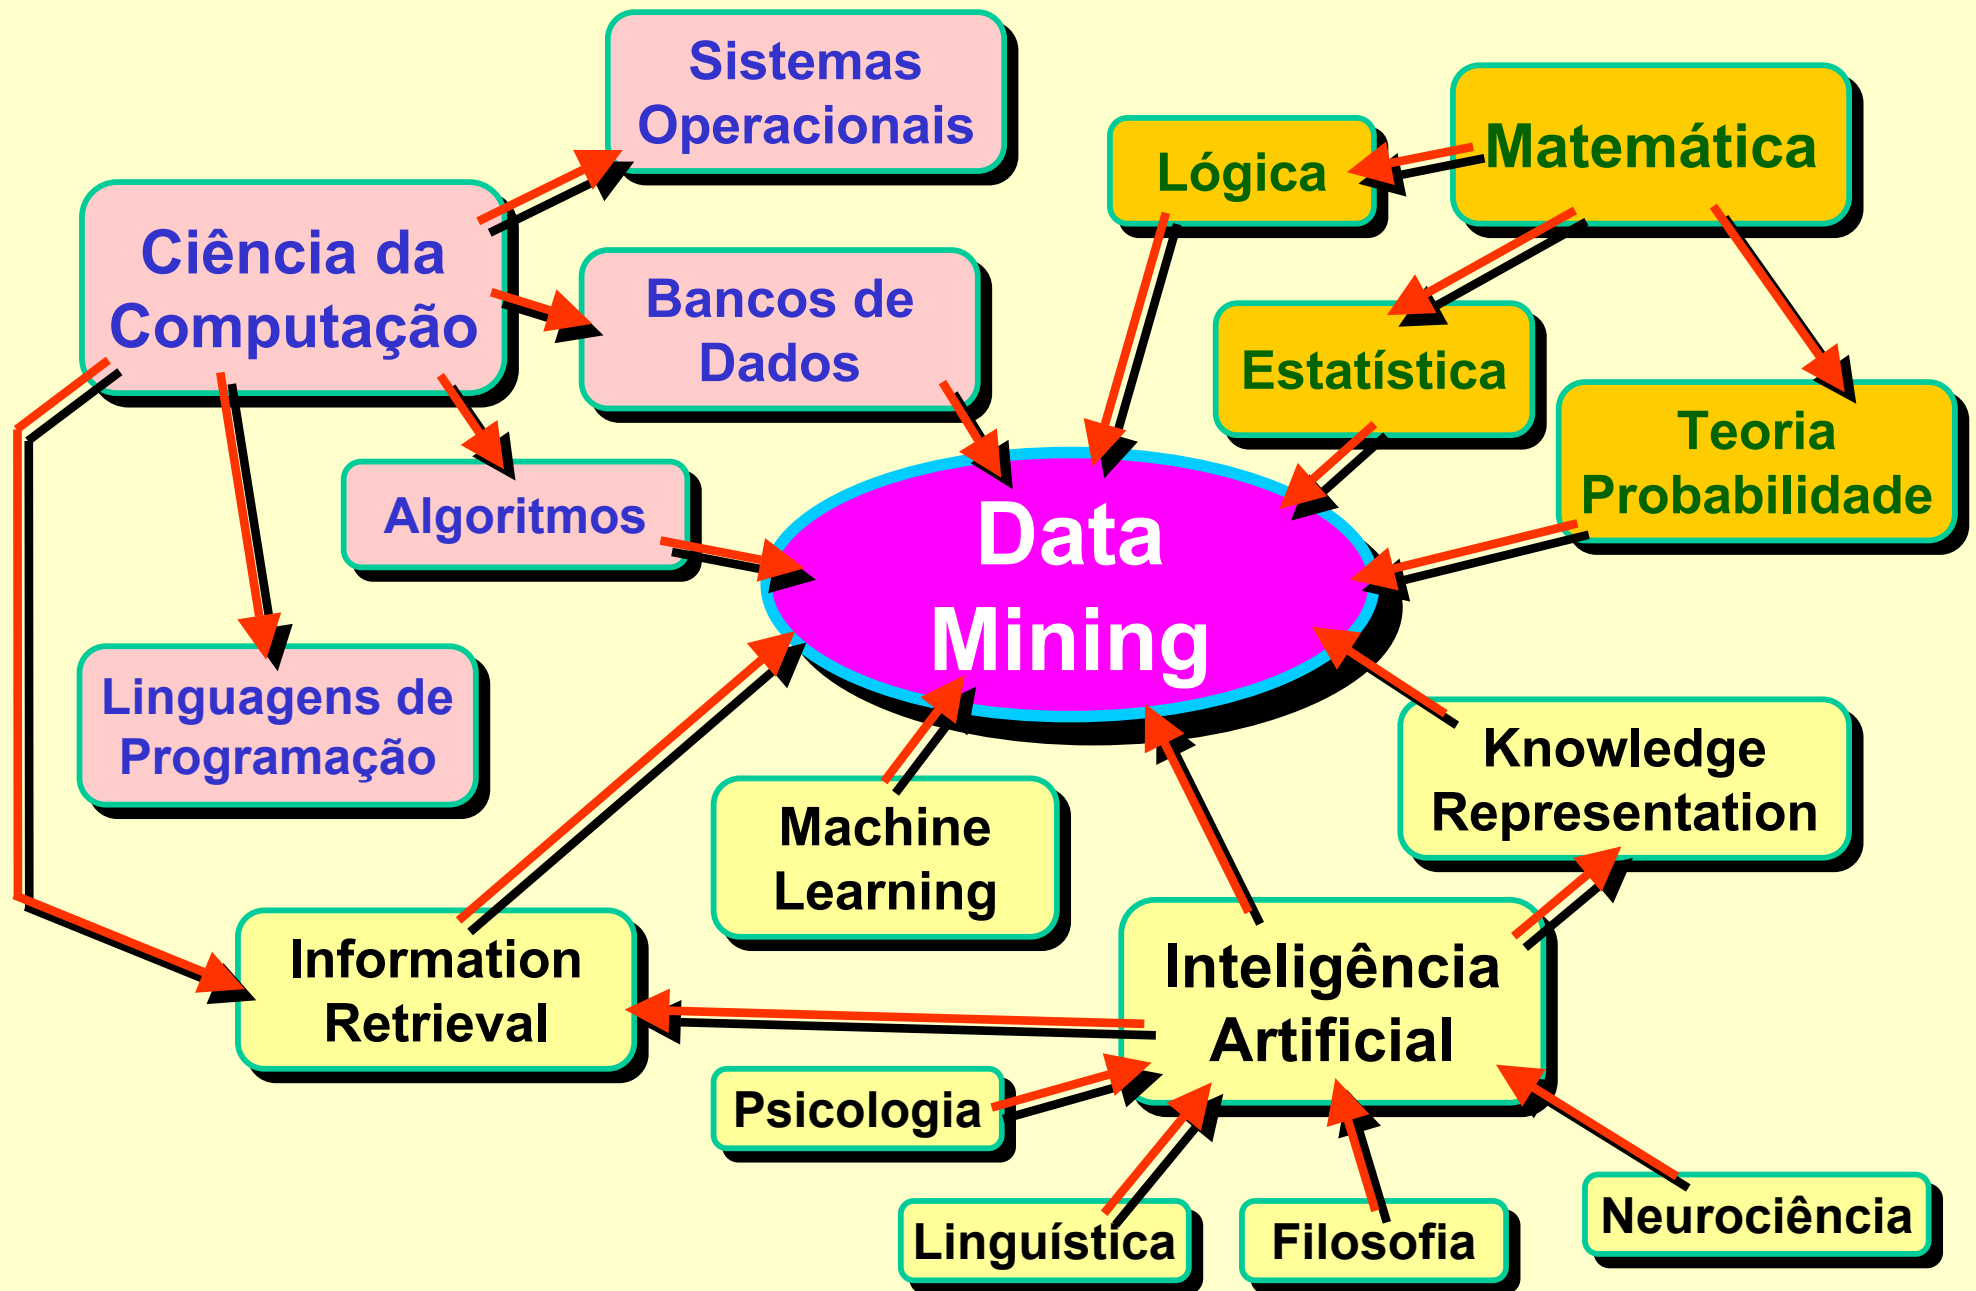 Sistemas
Operacionais
Matemática
Lógica
Ciência da
Computação
Bancos de
Dados
Estatística
Teoria
Probabilidade
Algoritmos
Data
Mining
Linguagens de
Programação
Knowledge
Representation
Machine
Learning
Information
Retrieval
Inteligência
Artificial
Psicologia
Linguística
Filosofia
Neurociência